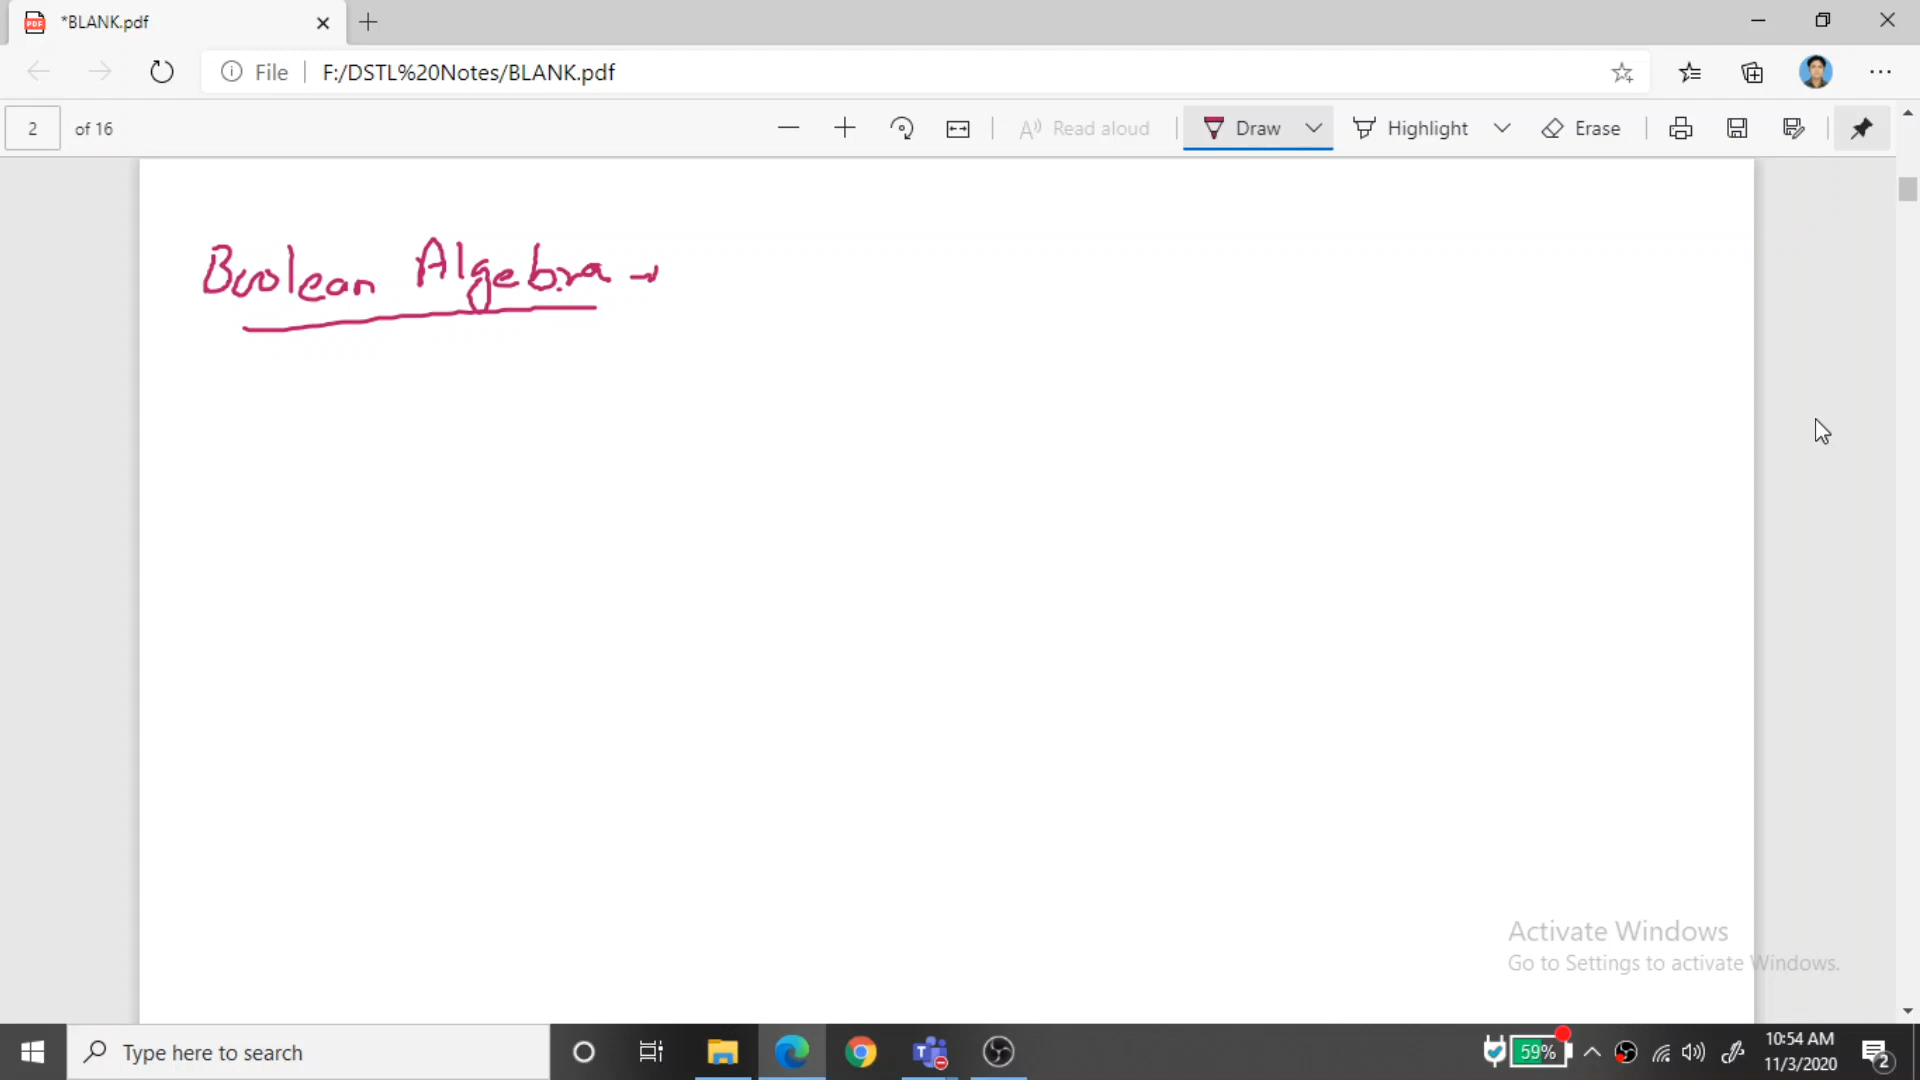 *BLANK.pdf
File F:/DSTL%20Notes/BLANK.pdf
2 of 16 Read aloud Draw Highlight Erase
Boolean Algebra →
Activate Windows
Go to Settings to activate Windows.
Type here to search
59%
10:54 AM
11/3/2020
2